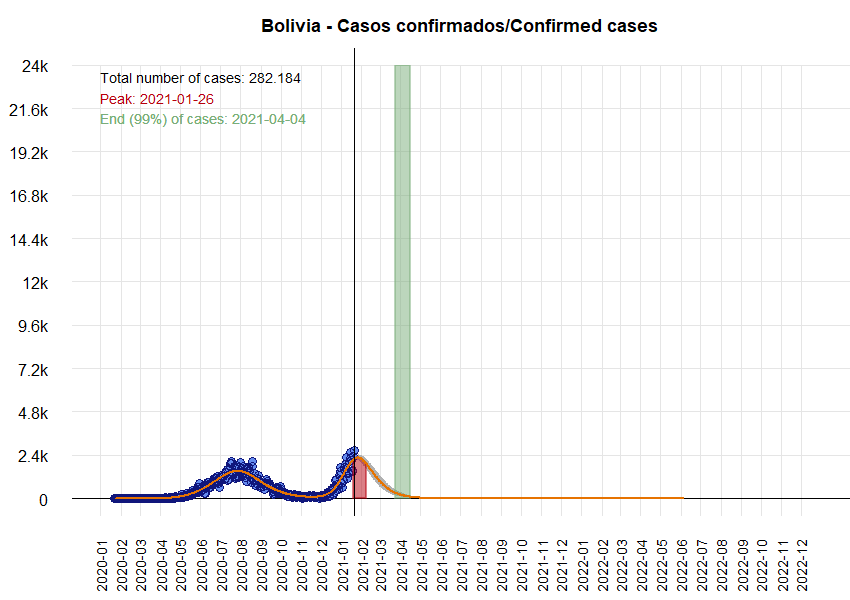 Bolivia - Casos confirmados/Confirmed cases
Total number of cases: 282.184
Peak: 2021-01-26
End (99%) of cases: 2021-04-04
24k
21.6k
19.2k
16.8k
14.4k
12k
9.6k
7.2k
4.8k
2.4k
0
2020-01
2020-02
2020-03
2020-04
2020-05
2020-06
2020-07
2020-08
2020-09
2020-10
2020-11
2020-12
2021-01
2021-02
2021-03
2021-04
2021-05
2021-06
2021-07
2021-08
2021-09
2021-10
2021-11
2021-12
2022-01
2022-02
2022-03
2022-04
2022-05
2022-06
2022-07
2022-08
2022-09
2022-10
2022-11
2022-12